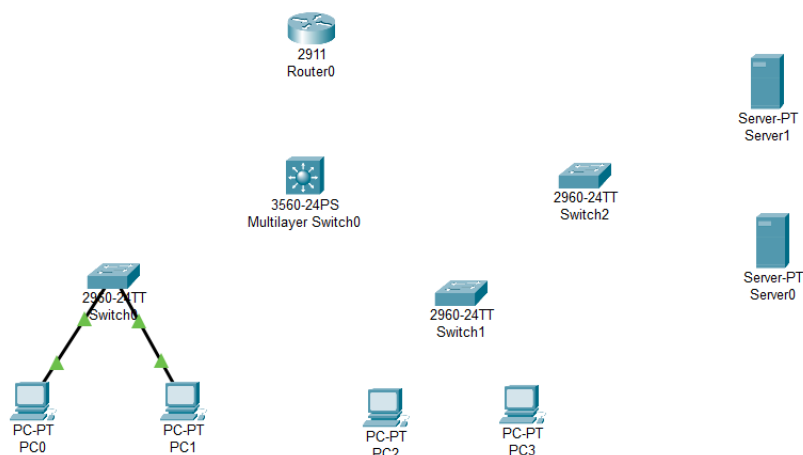 2911
Router0
Server-PT
Server1
3560-24PS
Multilayer Switch0
2960-24TT
Switch2
Server-PT
Server0
2960-24TT
Switch0
2960-24TT
Switch1
PC-PT
PC0
PC-PT
PC1
PC-PT
PC2
PC-PT
PC3